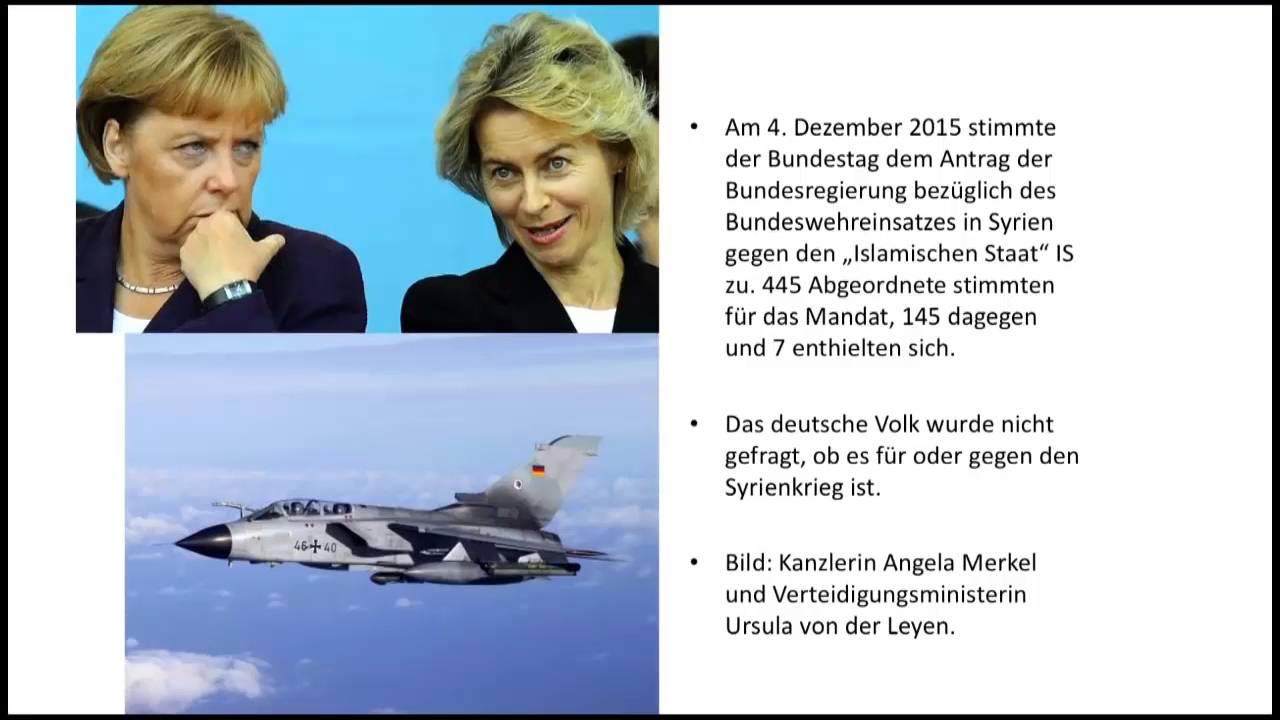 • Am 4. Dezember 2015 stimmte
der Bundestag dem Antrag der
Bundesregierung bezüglich des
Bundeswehreinsatzes in Syrien
gegen den „Islamischen Staat“ IS
zu. 445 Abgeordnete stimmten
für das Mandat, 145 dagegen
und 7 enthielten sich.
• Das deutsche Volk wurde nicht
gefragt, ob es für oder gegen den
Syrienkrieg ist.
• Bild: Kanzlerin Angela Merkel
und Verteidigungsministerin
Ursula von der Leyen.
46 40